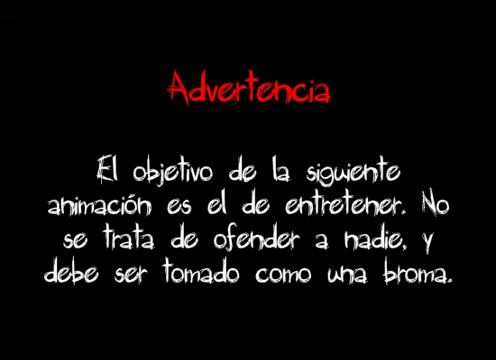 Advertencia
El objetivo de la siguiente
animación es el de entretener. No
se trata de ofender a nadie, y
debe ser tomado como una broma.